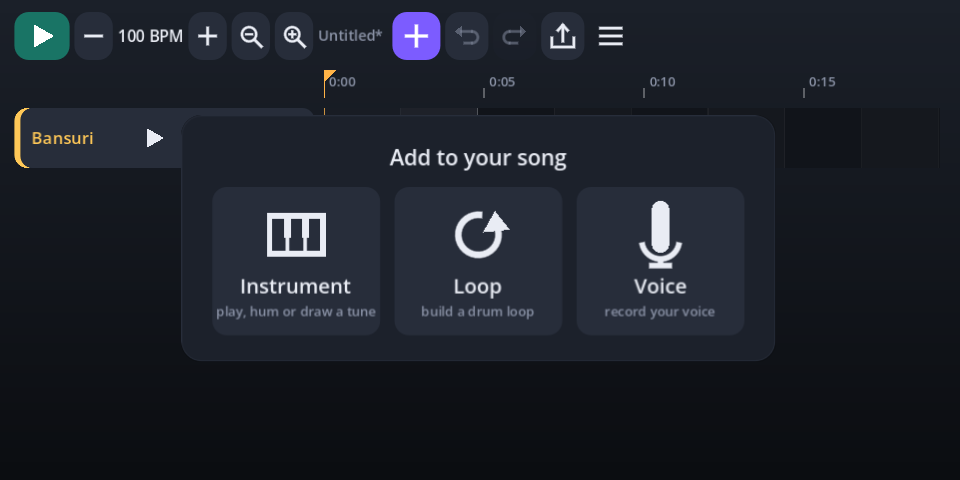 100 BPM
Untitled*
0:00
0:05
0:10
0:15
Bansuri
Add to your song
Instrument
play, hum or draw a tune
Loop
build a drum loop
Voice
record your voice